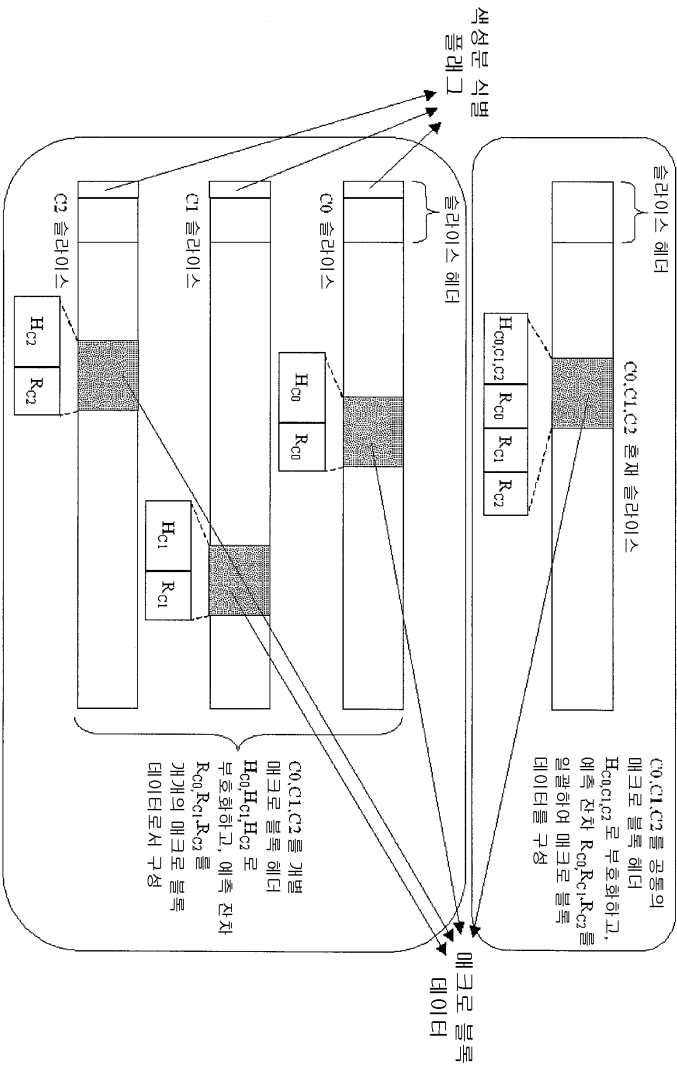 슬라이스 헤더
C0,C1,C2 혼재 슬라이스
H_C0,C1,C2 R_C0 R_C1 R_C2
C0,C1,C2를 공통의
매크로 블록 헤더
H_C0,C1,C2 로 부호화하고,
예측 잔차 R_C0,R_C1,R_C2를
일괄하여 매크로 블록
데이터를 구성
색성분 식별
플래그
슬라이스 헤더
C0 슬라이스
H_C0 R_C0
C1 슬라이스
H_C1 R_C1
C2 슬라이스
H_C2 R_C2
C0,C1,C2를 개별
매크로 블록 헤더
H_C0,H_C1,H_C2 로
부호화하고, 예측 잔차
R_C0,R_C1,R_C2를
개개의 매크로 블록
데이터로서 구성
매크로 블록
데이터